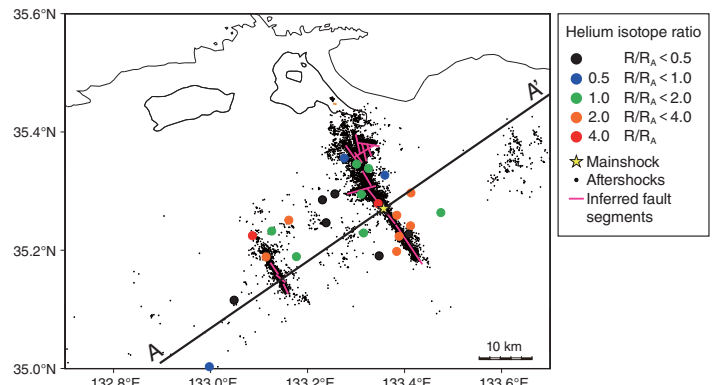 35.6°N
35.4°N
35.2°N
35.0°N
132.8°E
133.0°E
133.2°E
133.4°E
133.6°E
A
A'
10 km
Helium isotope ratio
R/RA < 0.5
0.5 R/RA < 1.0
1.0 R/RA < 2.0
2.0 R/RA < 4.0
4.0 R/RA
Mainshock
Aftershocks
Inferred fault
segments